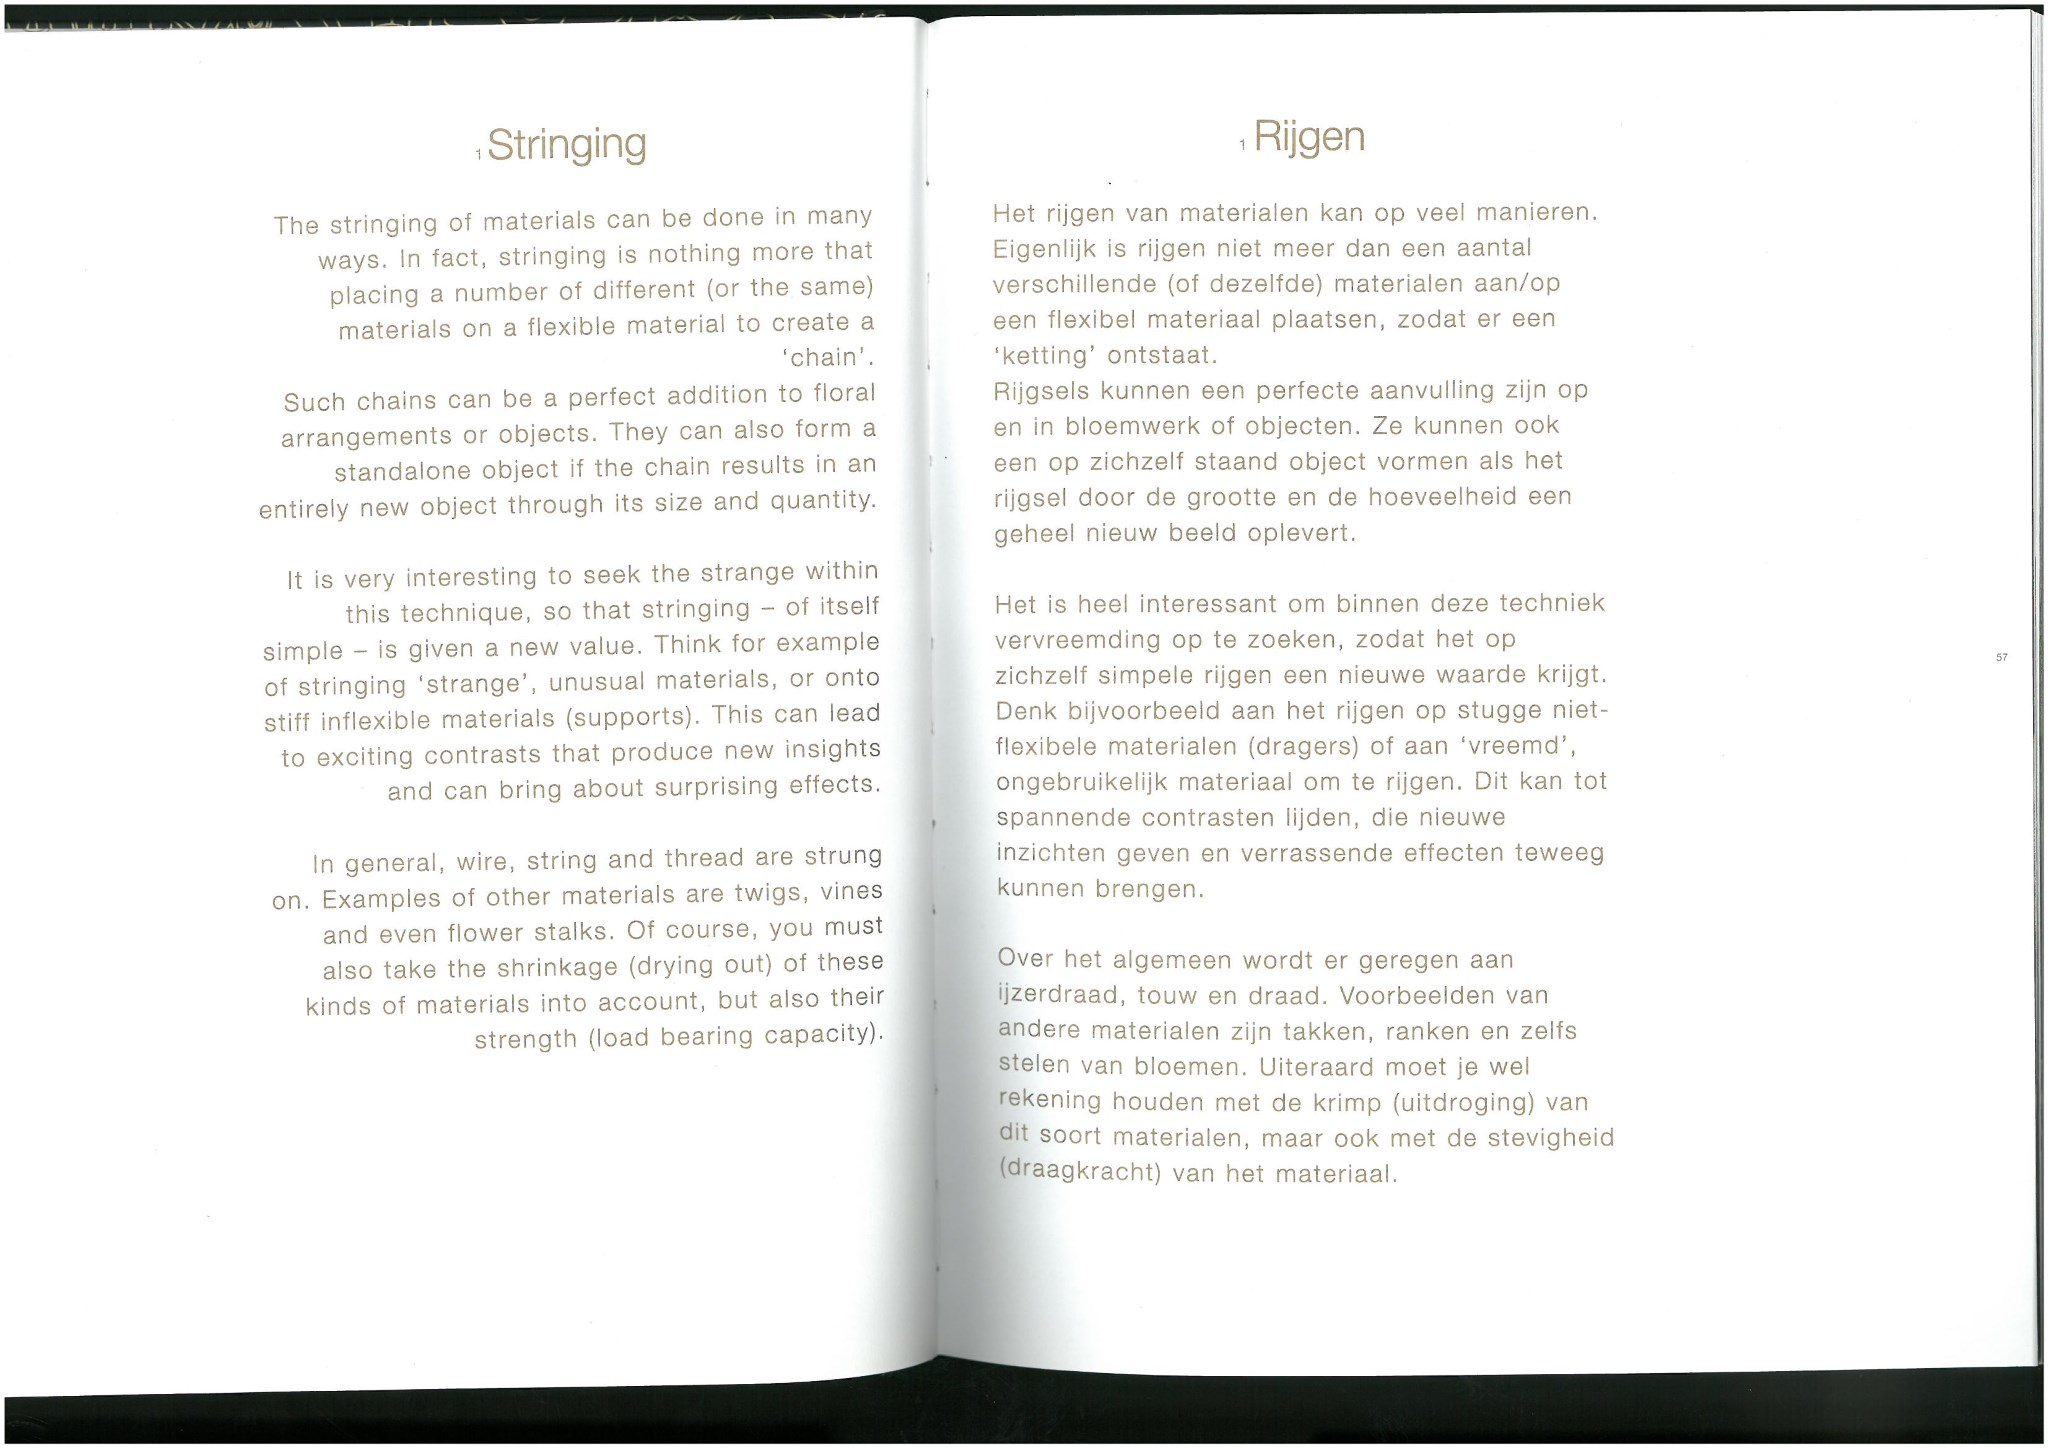 1 Stringing
The stringing of materials can be done in many
ways. In fact, stringing is nothing more that
placing a number of different (or the same)
materials on a flexible material to create a
‘chain’.
Such chains can be a perfect addition to floral
arrangements or objects. They can also form a
standalone object if the chain results in an
entirely new object through its size and quantity.
It is very interesting to seek the strange within
this technique, so that stringing – of itself
simple – is given a new value. Think for example
of stringing ‘strange’, unusual materials, or onto
stiff inflexible materials (supports). This can lead
to exciting contrasts that produce new insights
and can bring about surprising effects.
In general, wire, string and thread are strung
on. Examples of other materials are twigs, vines
and even flower stalks. Of course, you must
also take the shrinkage (drying out) of these
kinds of materials into account, but also their
strength (load bearing capacity).
1 Rijgen
Het rijgen van materialen kan op veel manieren.
Eigenlijk is rijgen niet meer dan een aantal
verschillende (of dezelfde) materialen aan/op
een flexibel materiaal plaatsen, zodat er een
‘ketting’ ontstaat.
Rijgsels kunnen een perfecte aanvulling zijn op
en in bloemwerk of objecten. Ze kunnen ook
een op zichzelf staand object vormen als het
rijgsel door de grootte en de hoeveelheid een
geheel nieuw beeld oplevert.
Het is heel interessant om binnen deze techniek
vervreemding op te zoeken, zodat het op
zichzelf simpele rijgen een nieuwe waarde krijgt.
Denk bijvoorbeeld aan het rijgen op stugge niet-
flexibele materialen (dragers) of aan ‘vreemd’,
ongebruikelijk materiaal om te rijgen. Dit kan tot
spannende contrasten lijden, die nieuwe
inzichten geven en verrassende effecten teweeg
kunnen brengen.
Over het algemeen wordt er geregen aan
ijzerdraad, touw en draad. Voorbeelden van
andere materialen zijn takken, ranken en zelfs
stelen van bloemen. Uiteraard moet je wel
rekening houden met de krimp (uitdroging) van
dit soort materialen, maar ook met de stevigheid
(draagkracht) van het materiaal.
57